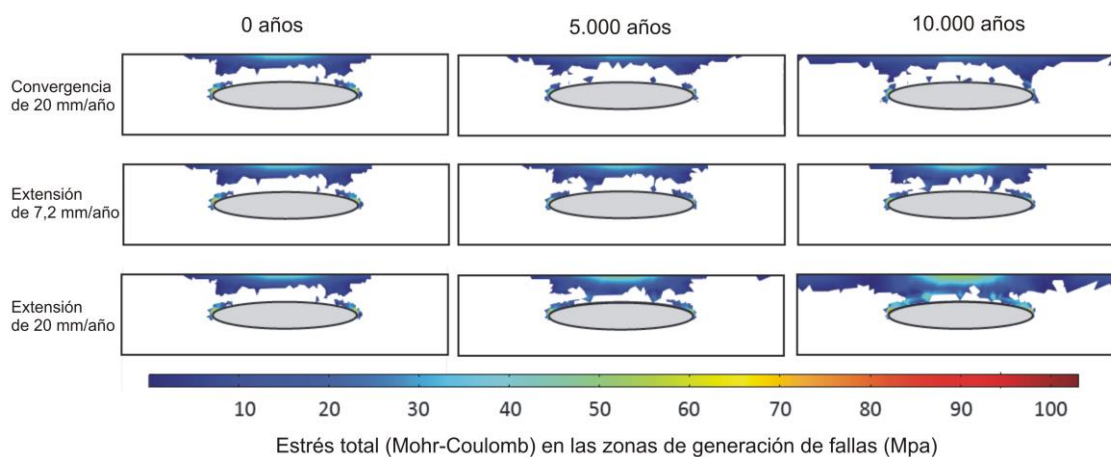 0 años
5.000 años
10.000 años
Convergencia
de 20 mm/año
Extensión
de 7,2 mm/año
Extensión
de 20 mm/año
10 20 30 40 50 60 70 80 90 100
Estrés total (Mohr-Coulomb) en las zonas de generación de fallas (Mpa)